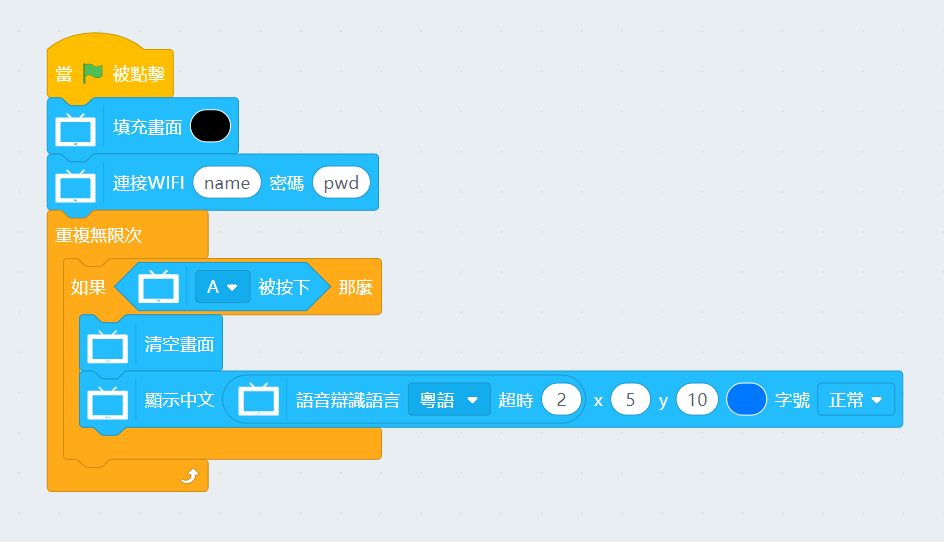 當 被點擊
填充畫面
連接WIFI name 密碼 pwd
重複無限次
如果 A 被按下 那麼
清空畫面
顯示中文 語音辯識語言 粵語 超時 2 x 5 y 10 字號 正常